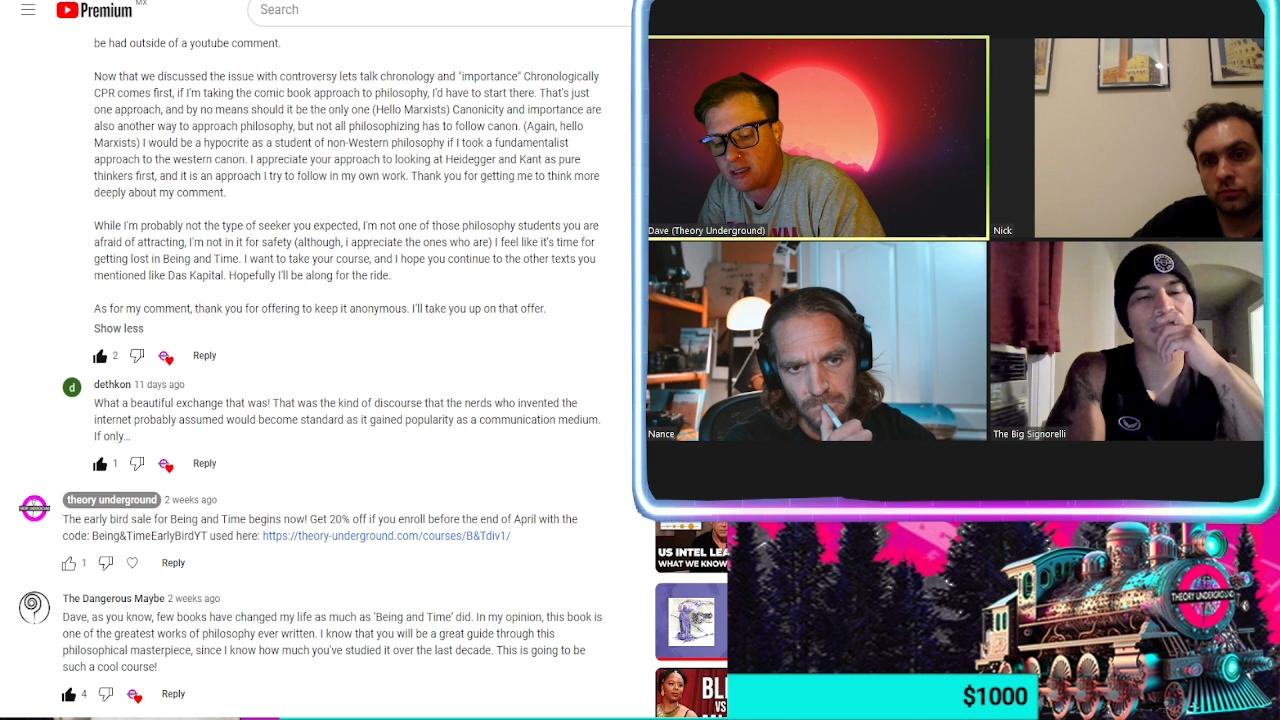 Premium MX
Search
be had outside of a youtube comment.
Now that we discussed the issue with controversy lets talk chronology and "importance" Chronologically
CPR comes first, if I'm taking the comic book approach to philosophy, I'd have to start there. That's just
one approach, and by no means should it be the only one (Hello Marxists) Canonicity and importance are
also another way to approach philosophy, but not all philosophizing has to follow canon. (Again, hello
Marxists) I would be a hypocrite as a student of non-Western philosophy if I took a fundamentalist
approach to the western canon. I appreciate your approach to looking at Heidegger and Kant as pure
thinkers first, and it is an approach I try to follow in my own work. Thank you for getting me to think more
deeply about my comment.
While I'm probably not the type of seeker you expected, I'm not one of those philosophy students you are
afraid of attracting, I'm not in it for safety (although, i appreciate the ones who are) I feel like it's time for
getting lost in Being and Time. I want to take your course, and I hope you continue to the other texts you
mentioned like Das Kapital. Hopefully I'll be along for the ride.
As for my comment, thank you for offering to keep it anonymous. I'll take you up on that offer.
Show less
2 Reply
d
dethkon 11 days ago
What a beautiful exchange that was! That was the kind of discourse that the nerds who invented the
internet probably assumed would become standard as it gained popularity as a communication medium.
If only…
1 Reply
theory underground 2 weeks ago
The early bird sale for Being and Time begins now! Get 20% off if you enroll before the end of April with the
code: Being&TimeEarlyBirdYT used here: https://theory-underground.com/courses/B&Tdiv1/
1 Reply
The Dangerous Maybe 2 weeks ago
Dave, as you know, few books have changed my life as much as ‘Being and Time’ did. In my opinion, this book is
one of the greatest works of philosophy ever written. I know that you will be a great guide through this
philosophical masterpiece, since I know how much you've studied it over the last decade. This is going to be
such a cool course!
4 Reply
Dave (Theory Underground)
Nick
Nance
The Big Signorelli
US INTEL LEA
WHAT WE KNOW
BL
VS
THEORY UNDERGROUND
$1000